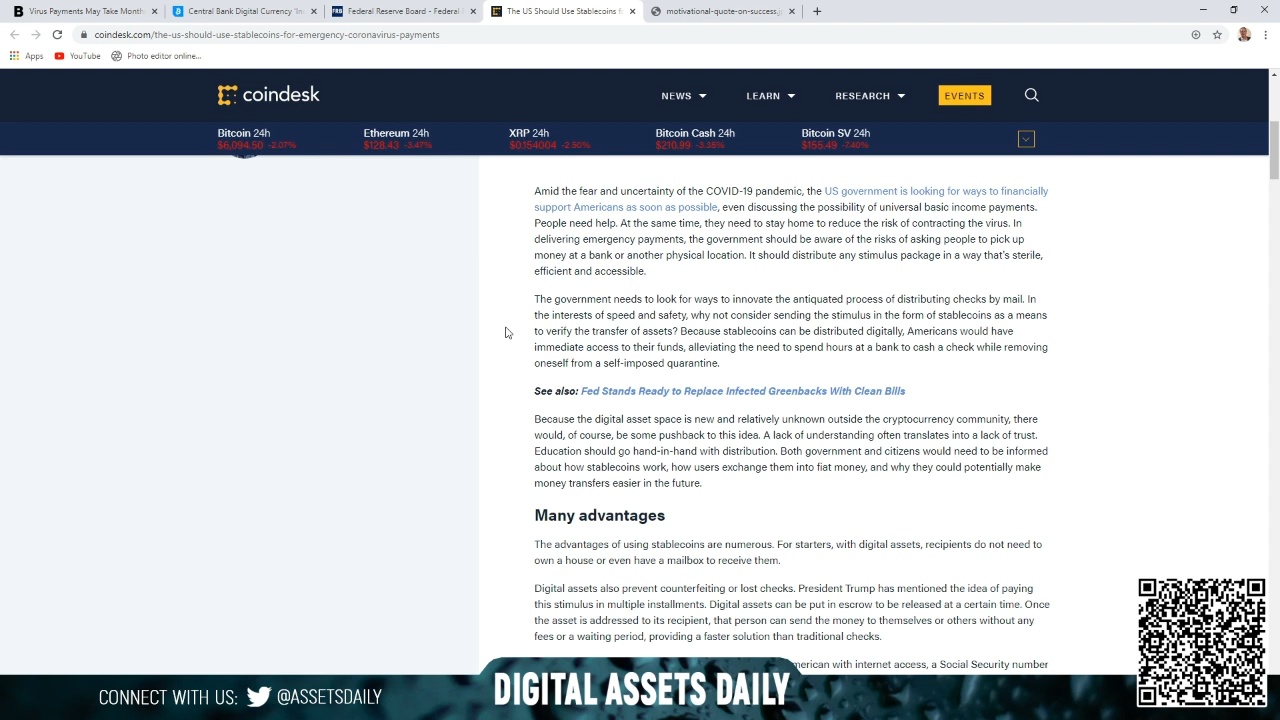 Virus Payments May Take Month
Central Bank Digital Currency 'In
Federal Reserve Board - Federal
The US Should Use Stablecoins fo
motivational-quote-on-success.j
coindesk.com/the-us-should-use-stablecoins-for-emergency-coronavirus-payments
Apps
YouTube
Photo editor online...
coindesk
NEWS
LEARN
RESEARCH
EVENTS
Bitcoin 24h
$6,094.50 -2.07%
Ethereum 24h
$128.43 -3.47%
XRP 24h
$0.154004 -2.50%
Bitcoin Cash 24h
$210.99 -3.35%
Bitcoin SV 24h
$155.49 -7.40%
Amid the fear and uncertainty of the COVID-19 pandemic, the US government is looking for ways to financially
support Americans as soon as possible, even discussing the possibility of universal basic income payments.
People need help. At the same time, they need to stay home to reduce the risk of contracting the virus. In
delivering emergency payments, the government should be aware of the risks of asking people to pick up
money at a bank or another physical location. It should distribute any stimulus package in a way that's sterile,
efficient and accessible.
The government needs to look for ways to innovate the antiquated process of distributing checks by mail. In
the interests of speed and safety, why not consider sending the stimulus in the form of stablecoins as a means
to verify the transfer of assets? Because stablecoins can be distributed digitally, Americans would have
immediate access to their funds, alleviating the need to spend hours at a bank to cash a check while removing
oneself from a self-imposed quarantine.
See also: Fed Stands Ready to Replace Infected Greenbacks With Clean Bills
Because the digital asset space is new and relatively unknown outside the cryptocurrency community, there
would, of course, be some pushback to this idea. A lack of understanding often translates into a lack of trust.
Education should go hand-in-hand with distribution. Both government and citizens would need to be informed
about how stablecoins work, how users exchange them into fiat money, and why they could potentially make
money transfers easier in the future.
Many advantages
The advantages of using stablecoins are numerous. For starters, with digital assets, recipients do not need to
own a house or even have a mailbox to receive them.
Digital assets also prevent counterfeiting or lost checks. President Trump has mentioned the idea of paying
this stimulus in multiple installments. Digital assets can be put in escrow to be released at a certain time. Once
the asset is addressed to its recipient, that person can send the money to themselves or others without any
fees or a waiting period, providing a faster solution than traditional checks.
merican with internet access, a Social Security number
CONNECT WITH US: @ASSETSDAILY
DIGITAL ASSETS DAILY